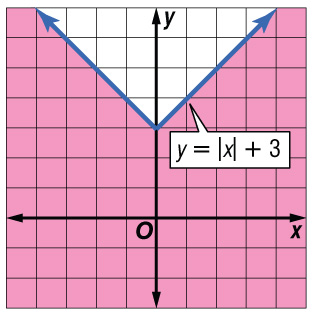 y
y = |x| + 3
O
x